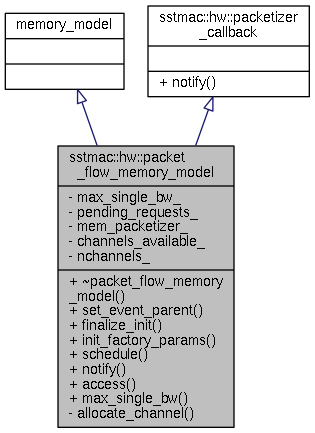 memory_model
sstmac::hw::packetizer
_callback
+ notify()
sstmac::hw::packet
_flow_memory_model
- max_single_bw_
- pending_requests_
- mem_packetizer_
- channels_available_
- nchannels_
+ ~packet_flow_memory
_model()
+ set_event_parent()
+ finalize_init()
+ init_factory_params()
+ schedule()
+ notify()
+ access()
+ max_single_bw()
- allocate_channel()